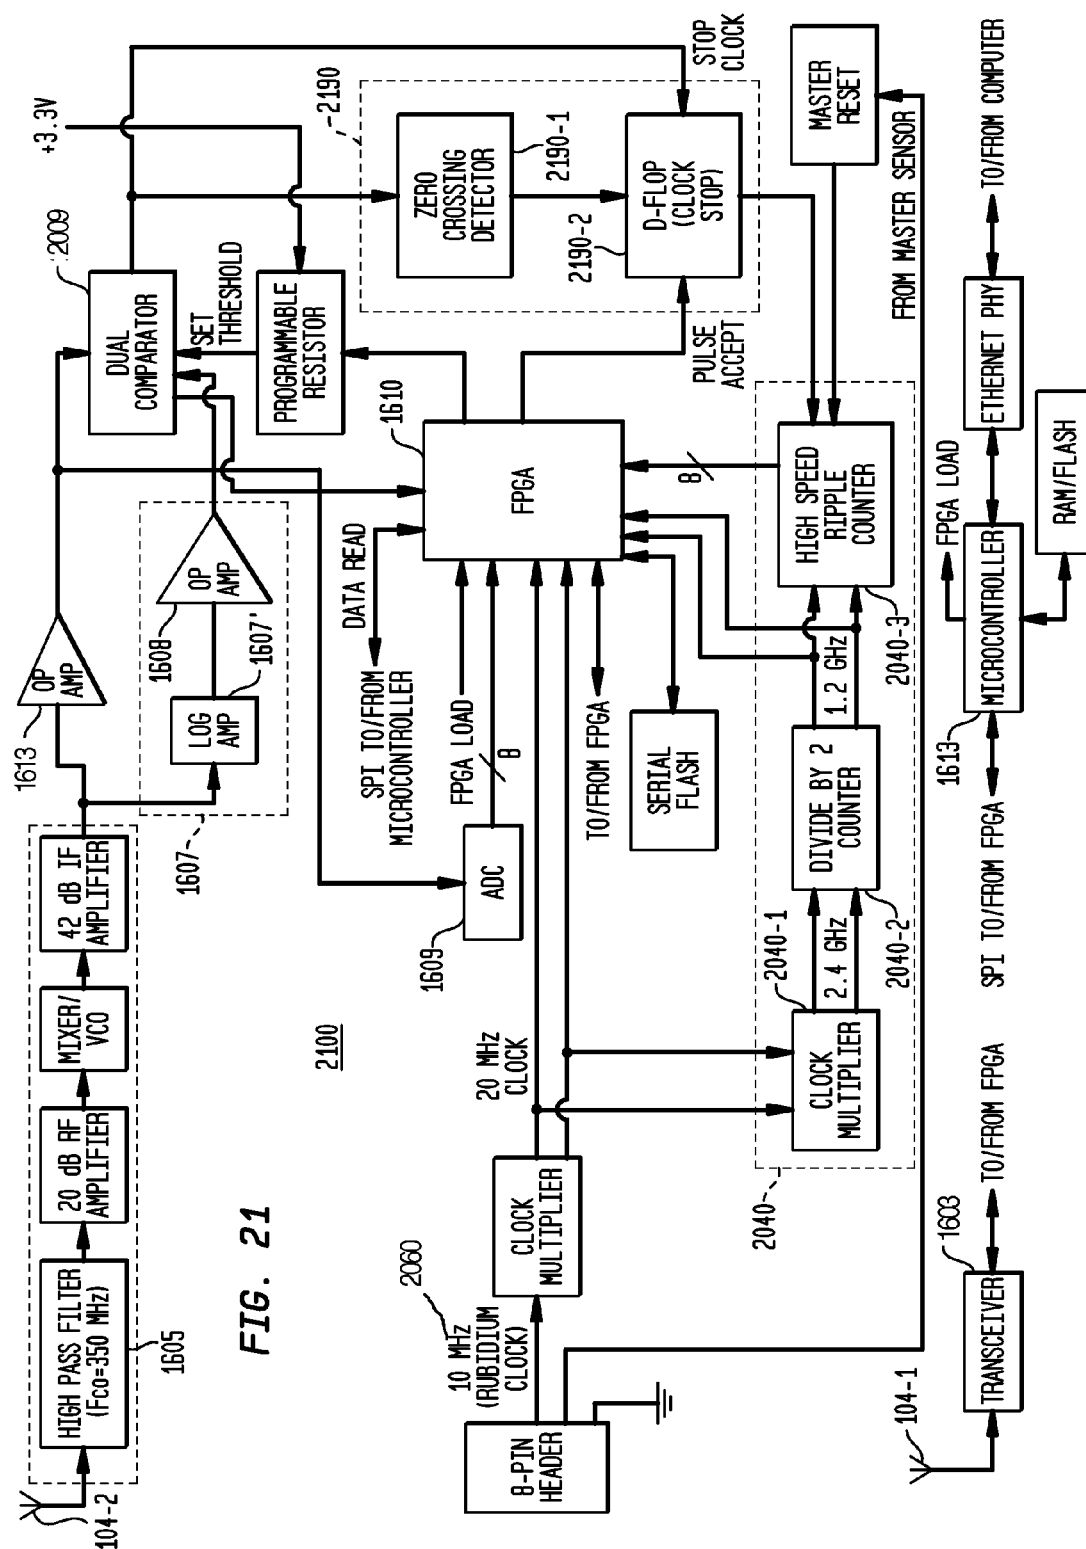 104-2
HIGH PASS FILTER
(Fco=350 MHz)
1605
20 dB RF
AMPLIFIER
MIXER/
VCO
42 dB IF
AMPLIFIER
1613
OP
AMP
1607
LOG
AMP
1607'
1608
OP
AMP
2009
DUAL
COMPARATOR
SET
THRESHOLD
+3.3V
PROGRAMMABLE
RESISTOR
2190
ZERO
CROSSING
DETECTOR
2190-1
2190-2
D-FLOP
(CLOCK
STOP)
STOP
CLOCK
PULSE
ACCEPT
1610
FPGA
DATA READ
SPI TO/FROM
MICROCONTROLLER
FPGA LOAD
8
1609
ADC
TO/FROM FPGA
SERIAL
FLASH
8
2100
FIG. 21
8-PIN
HEADER
2060
10 MHz
(RUBIDIUM
CLOCK)
CLOCK
MULTIPLIER
20 MHz
CLOCK
2040
CLOCK
MULTIPLIER
2040-1
2.4 GHz
DIVIDE BY 2
COUNTER
2040-2
1.2 GHz
HIGH SPEED
RIPPLE
COUNTER
2040-3
MASTER
RESET
FROM MASTER SENSOR
104-1
TRANSCEIVER
1603
TO/FROM FPGA
SPI TO/FROM FPGA
1613
MICROCONTROLLER
FPGA LOAD
RAM/FLASH
ETHERNET PHY
TO/FROM COMPUTER